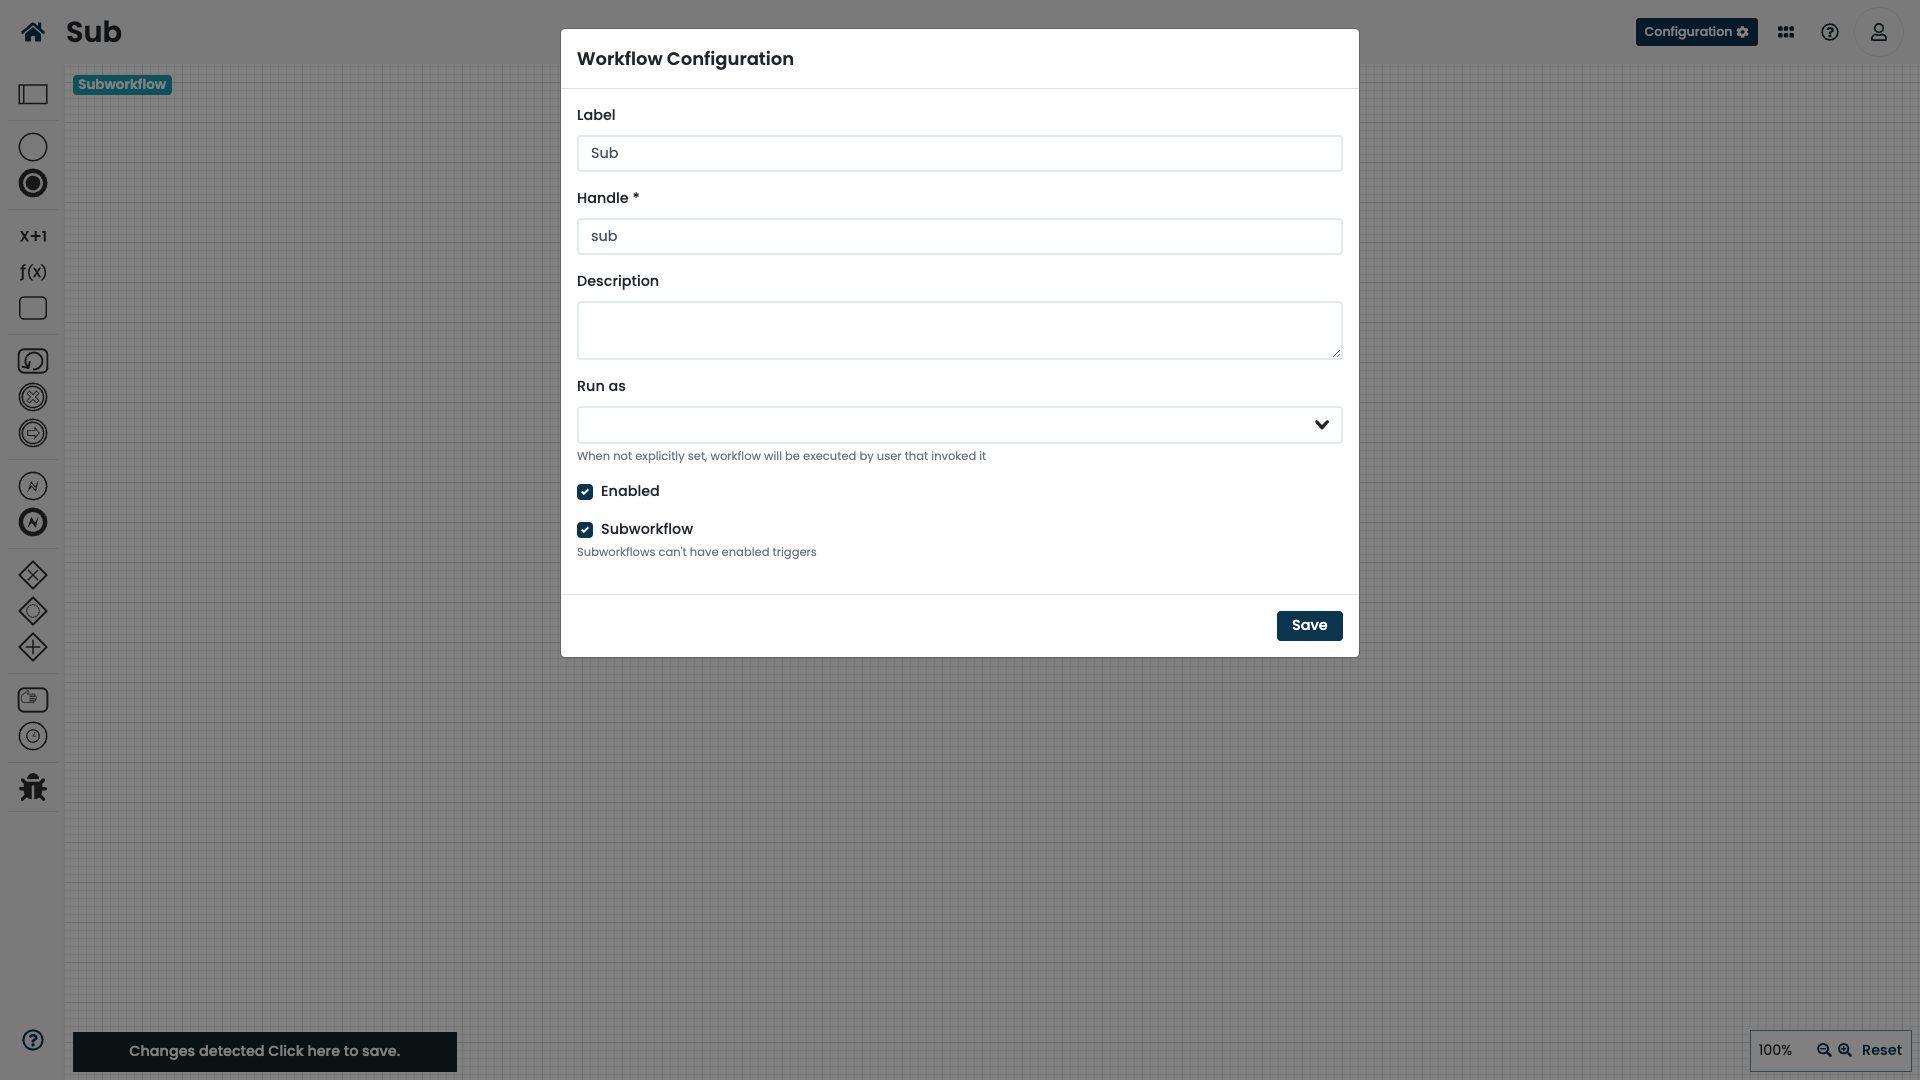 Sub
Configuration
Subworkflow
X+1
f(x)
Workflow Configuration
Label
Sub
Handle *
sub
Description
Run as
When not explicitly set, workflow will be executed by user that invoked it
Enabled
Subworkflow
Subworkflows can't have enabled triggers
Save
Changes detected Click here to save.
100%
Reset